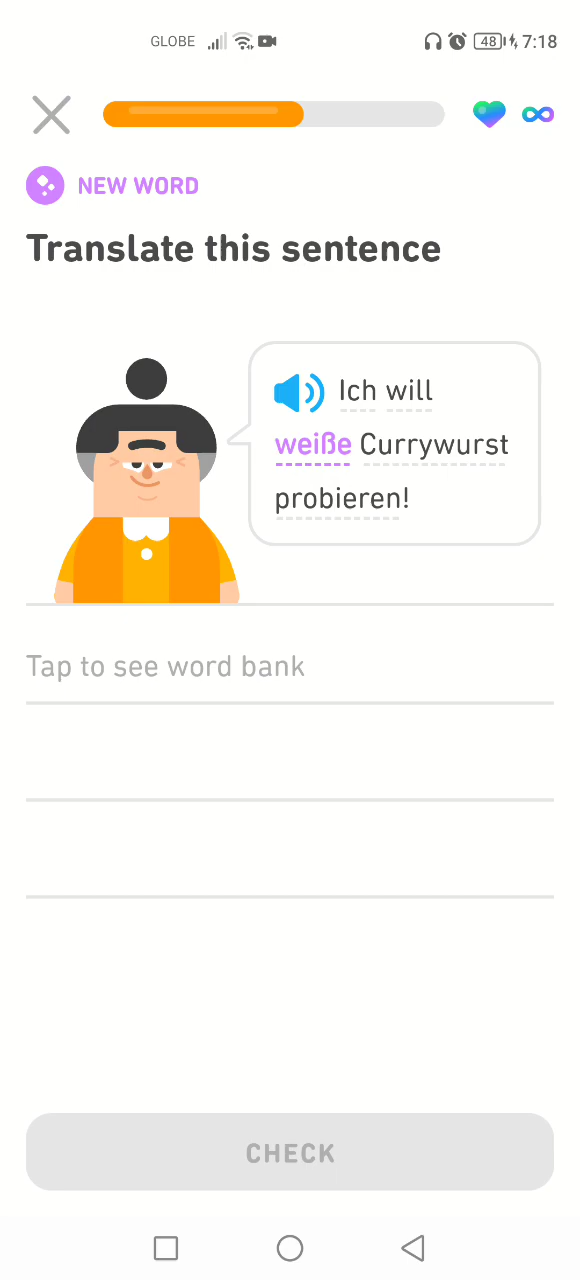 GLOBE
48 7:18
NEW WORD
Translate this sentence
Ich will
weiße Currywurst
probieren!
Tap to see word bank
CHECK